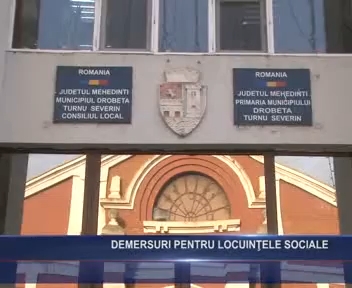 ROMANIA
JUDETUL MEHEDINTI
MUNICIPIUL DROBETA
TURNU SEVERIN
CONSILIUL LOCAL
ROMANIA
JUDETUL MEHEDINTI
PRIMARIA MUNICIPIULUI
DROBETA
TURNU SEVERIN
DEMERSURI PENTRU LOCUINŢELE SOCIALE